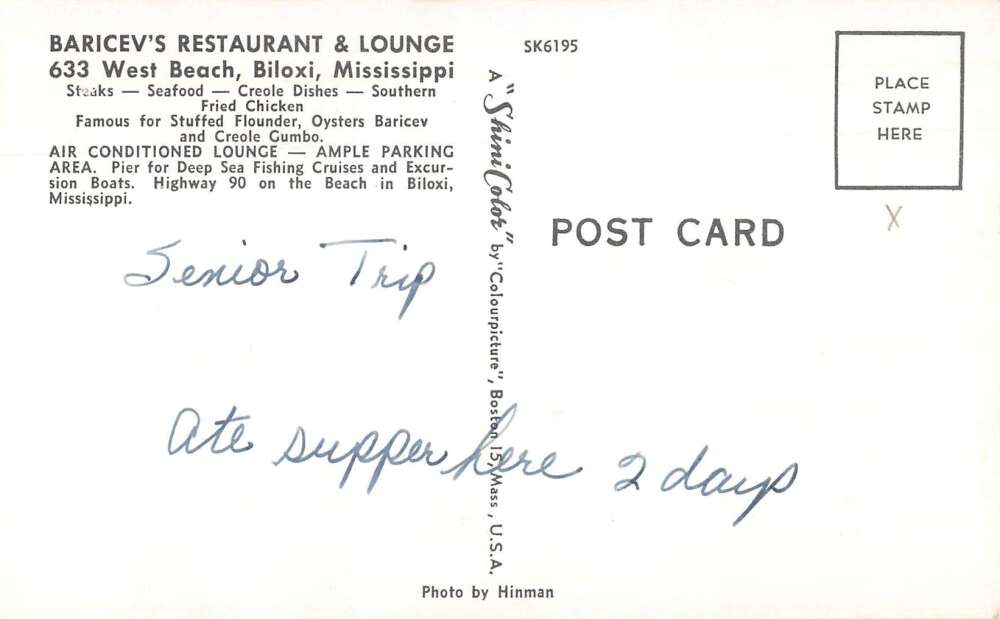 BARICEV'S RESTAURANT & LOUNGE
633 West Beach, Biloxi, Mississippi
Steaks — Seafood — Creole Dishes — Southern
Fried Chicken
Famous for Stuffed Flounder, Oysters Baricev
and Creole Gumbo.
AIR CONDITIONED LOUNGE — AMPLE PARKING
AREA. Pier for Deep Sea Fishing Cruises and Excur-
sion Boats. Highway 90 on the Beach in Biloxi,
Mississippi.
SK6195
PLACE
STAMP
HERE
X
POST CARD
A "ShiniColor" by "Colourpicture", Boston 15, Mass., U.S.A.
Senior Trip
Ate supper here 2 days
Photo by Hinman